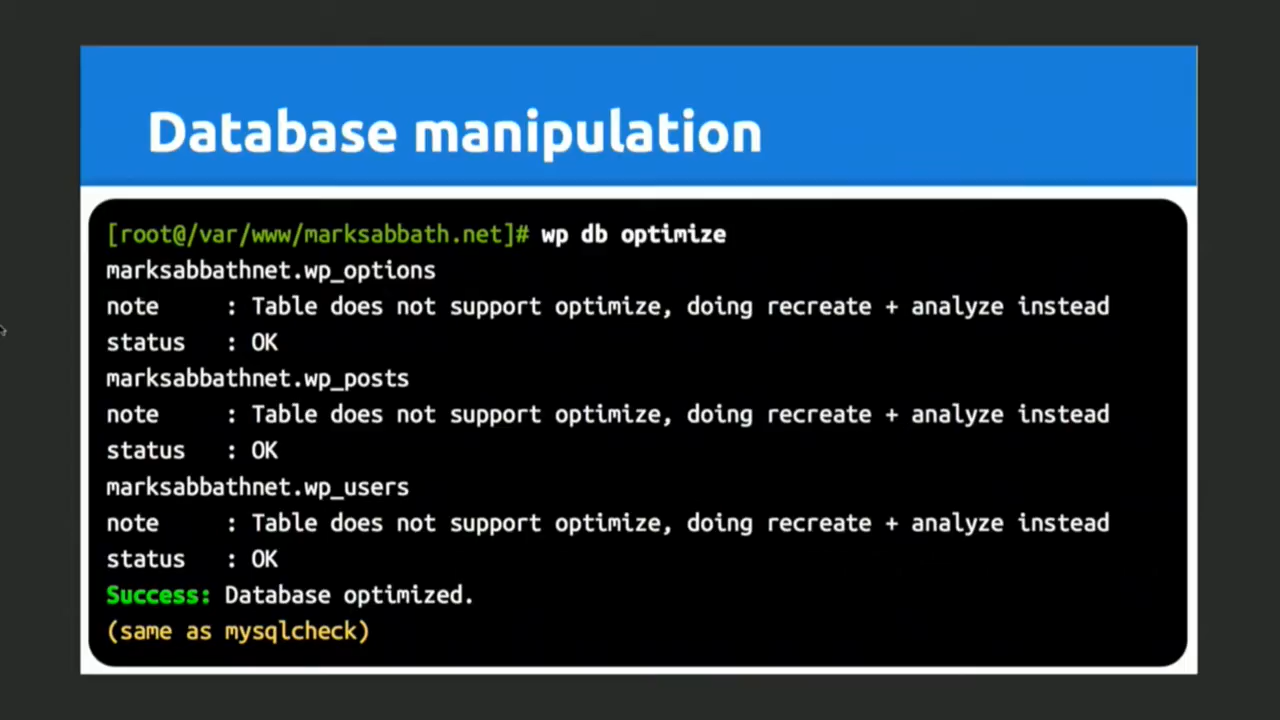 Database manipulation
[root@/var/www/marksabbath.net]# wp db optimize
marksabbathnet.wp_options
note     : Table does not support optimize, doing recreate + analyze instead
status   : OK
marksabbathnet.wp_posts
note     : Table does not support optimize, doing recreate + analyze instead
status   : OK
marksabbathnet.wp_users
note     : Table does not support optimize, doing recreate + analyze instead
status   : OK
Success: Database optimized.
(same as mysqlcheck)